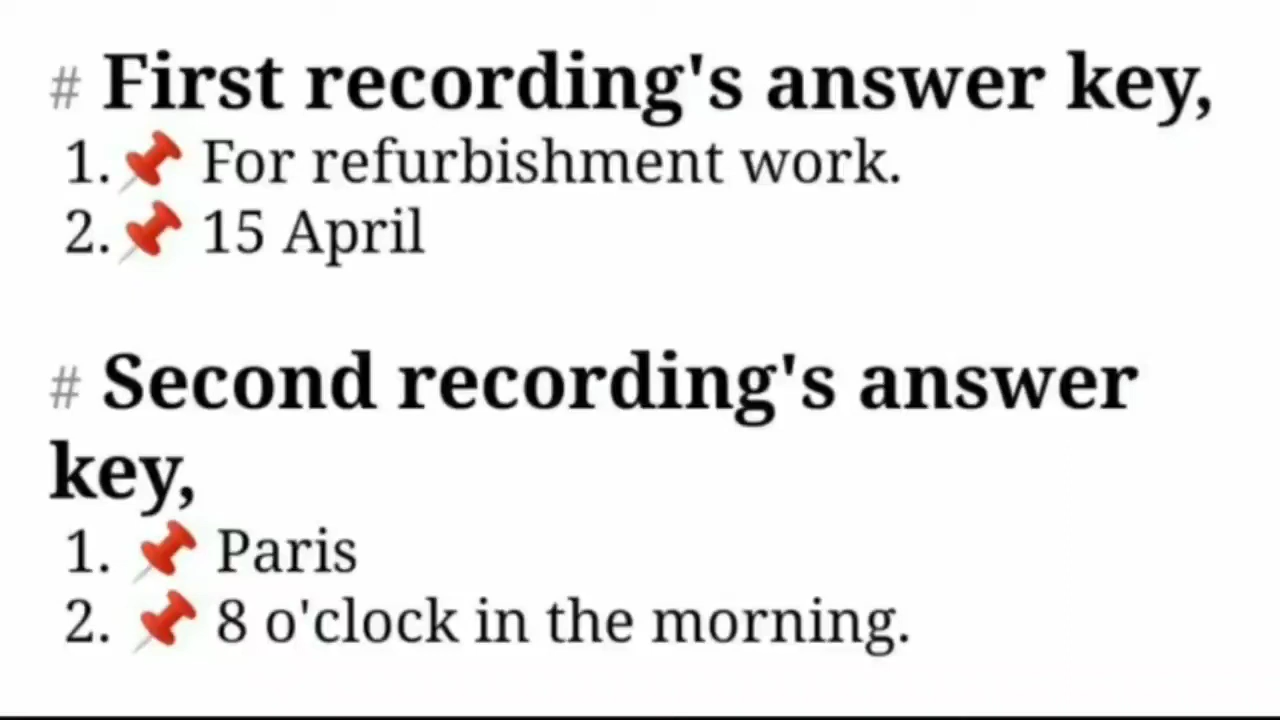 # First recording's answer key,
1.📌 For refurbishment work.
2.📌 15 April
# Second recording's answer
key,
1. 📌 Paris
2. 📌 8 o'clock in the morning.